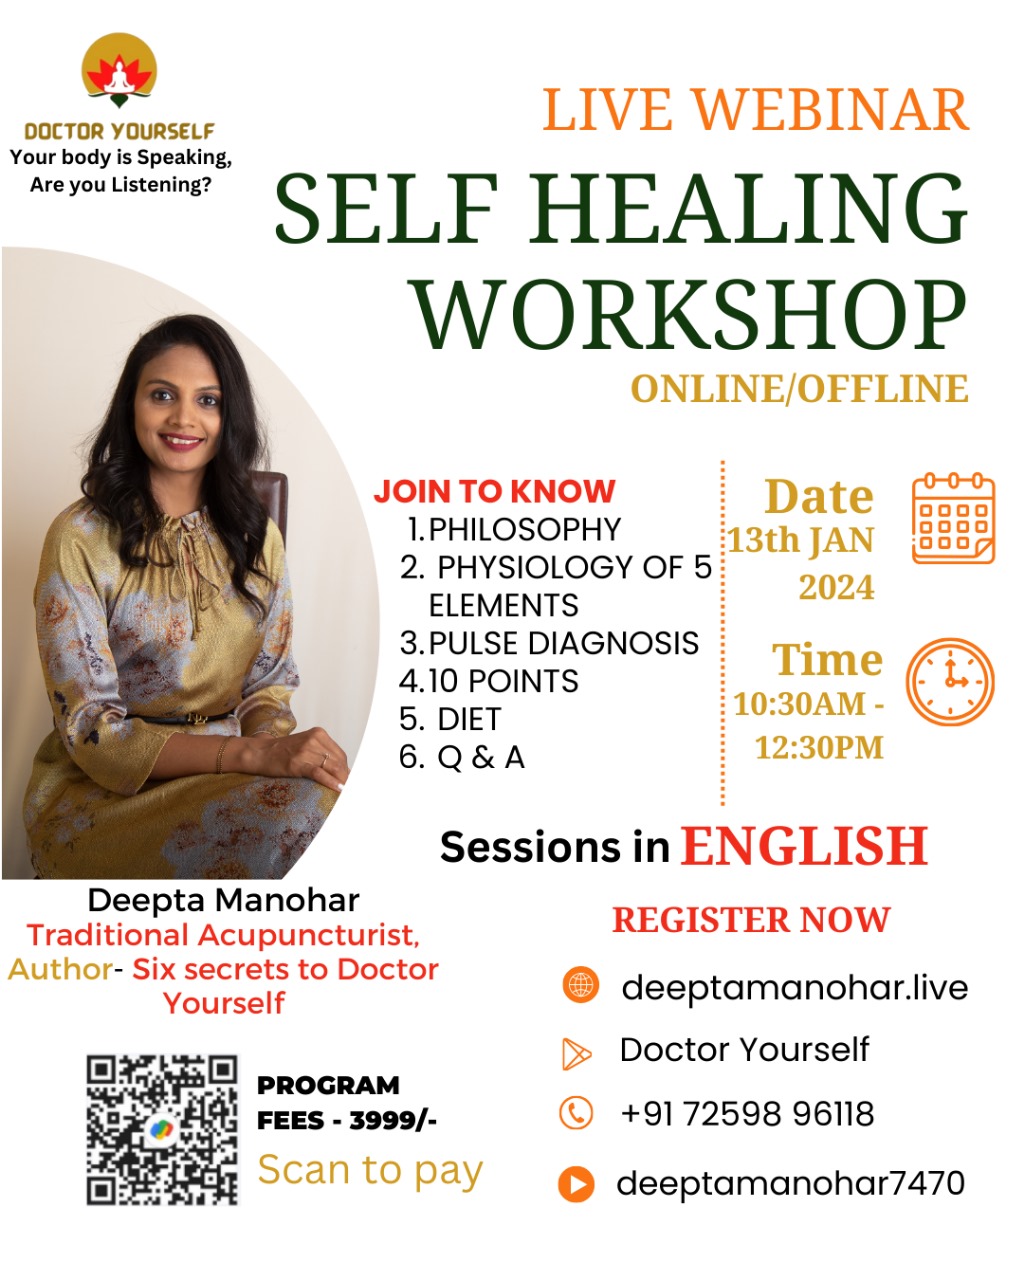 DOCTOR YOURSELF
Your body is Speaking,
Are you Listening?
LIVE WEBINAR
SELF HEALING
WORKSHOP
ONLINE/OFFLINE
JOIN TO KNOW
1. PHILOSOPHY
2. PHYSIOLOGY OF 5
ELEMENTS
3. PULSE DIAGNOSIS
4. 10 POINTS
5. DIET
6. Q & A
Date
13th JAN
2024
Time
10:30AM -
12:30PM
Sessions in ENGLISH
Deepta Manohar
Traditional Acupuncturist,
Author- Six secrets to Doctor
Yourself
REGISTER NOW
deeptamanohar.live
Doctor Yourself
+91 72598 96118
deeptamanohar7470
PROGRAM
FEES - 3999/-
Scan to pay